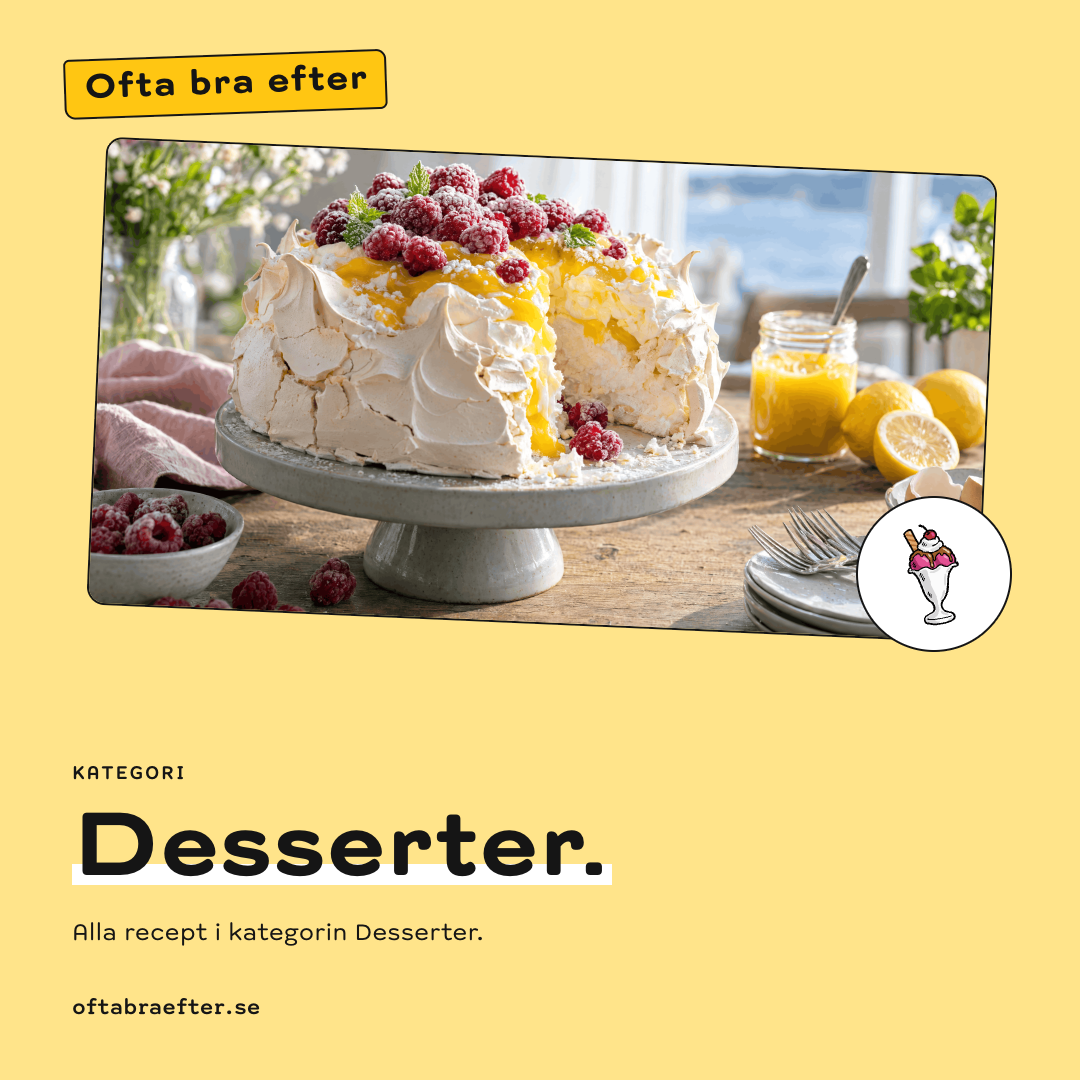 Ofta bra efter
KATEGORI
Desserter.
Alla recept i kategorin Desserter.
oftabraefter.se